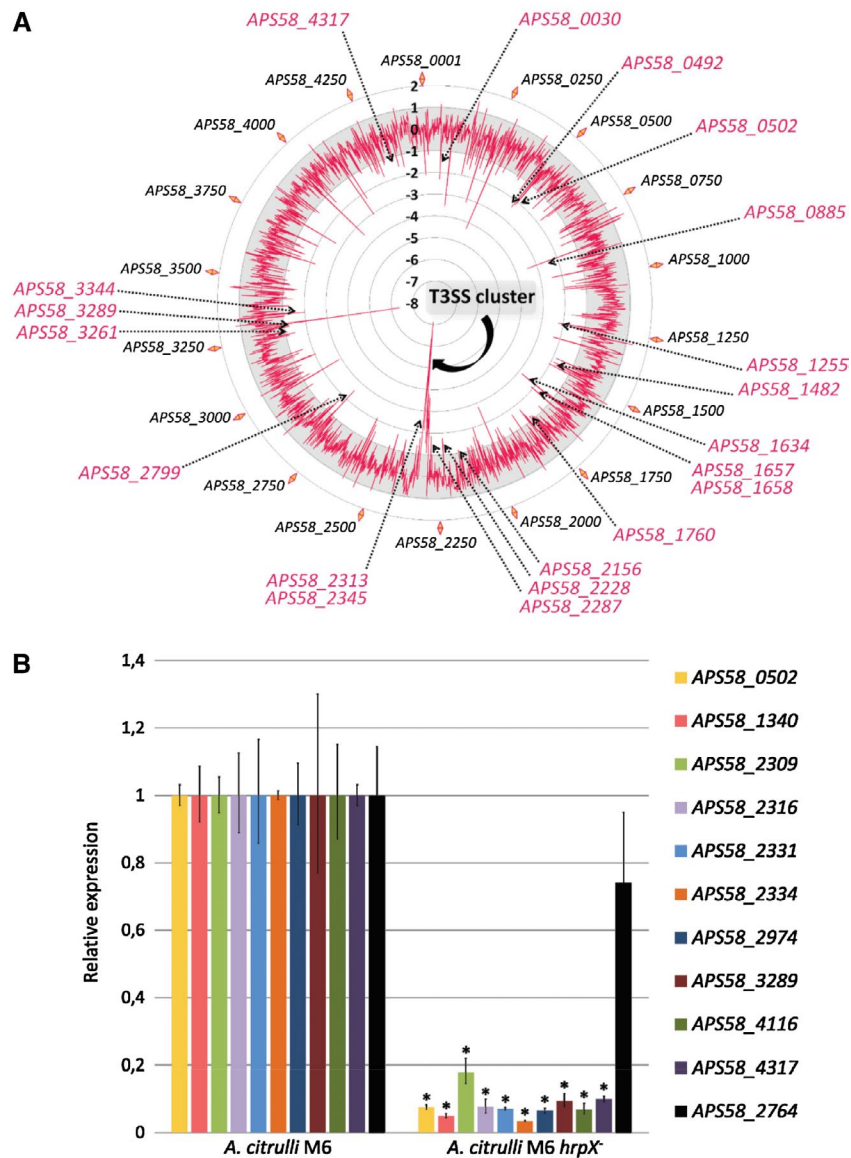 A
APS58_4317
APS58_0030
APS58_0492
APS58_0502
APS58_0885
APS58_1255
APS58_1482
APS58_1634
APS58_1657
APS58_1658
APS58_1760
APS58_2156
APS58_2228
APS58_2287
APS58_2313
APS58_2345
APS58_2799
APS58_3261
APS58_3289
APS58_3344
APS58_0001
APS58_0250
APS58_0500
APS58_0750
APS58_1000
APS58_1250
APS58_1500
APS58_1750
APS58_2000
APS58_2250
APS58_2500
APS58_2750
APS58_3000
APS58_3250
APS58_3500
APS58_3750
APS58_4000
APS58_4250
2
1
0
-1
-2
-3
-4
-5
-6
-7
-8
T3SS cluster
B
Relative expression
1,4
1,2
1
0,8
0,6
0,4
0,2
0
* * * * * * * * * *
A. citrulli M6
A. citrulli M6 hrpX-
APS58_0502
APS58_1340
APS58_2309
APS58_2316
APS58_2331
APS58_2334
APS58_2974
APS58_3289
APS58_4116
APS58_4317
APS58_2764